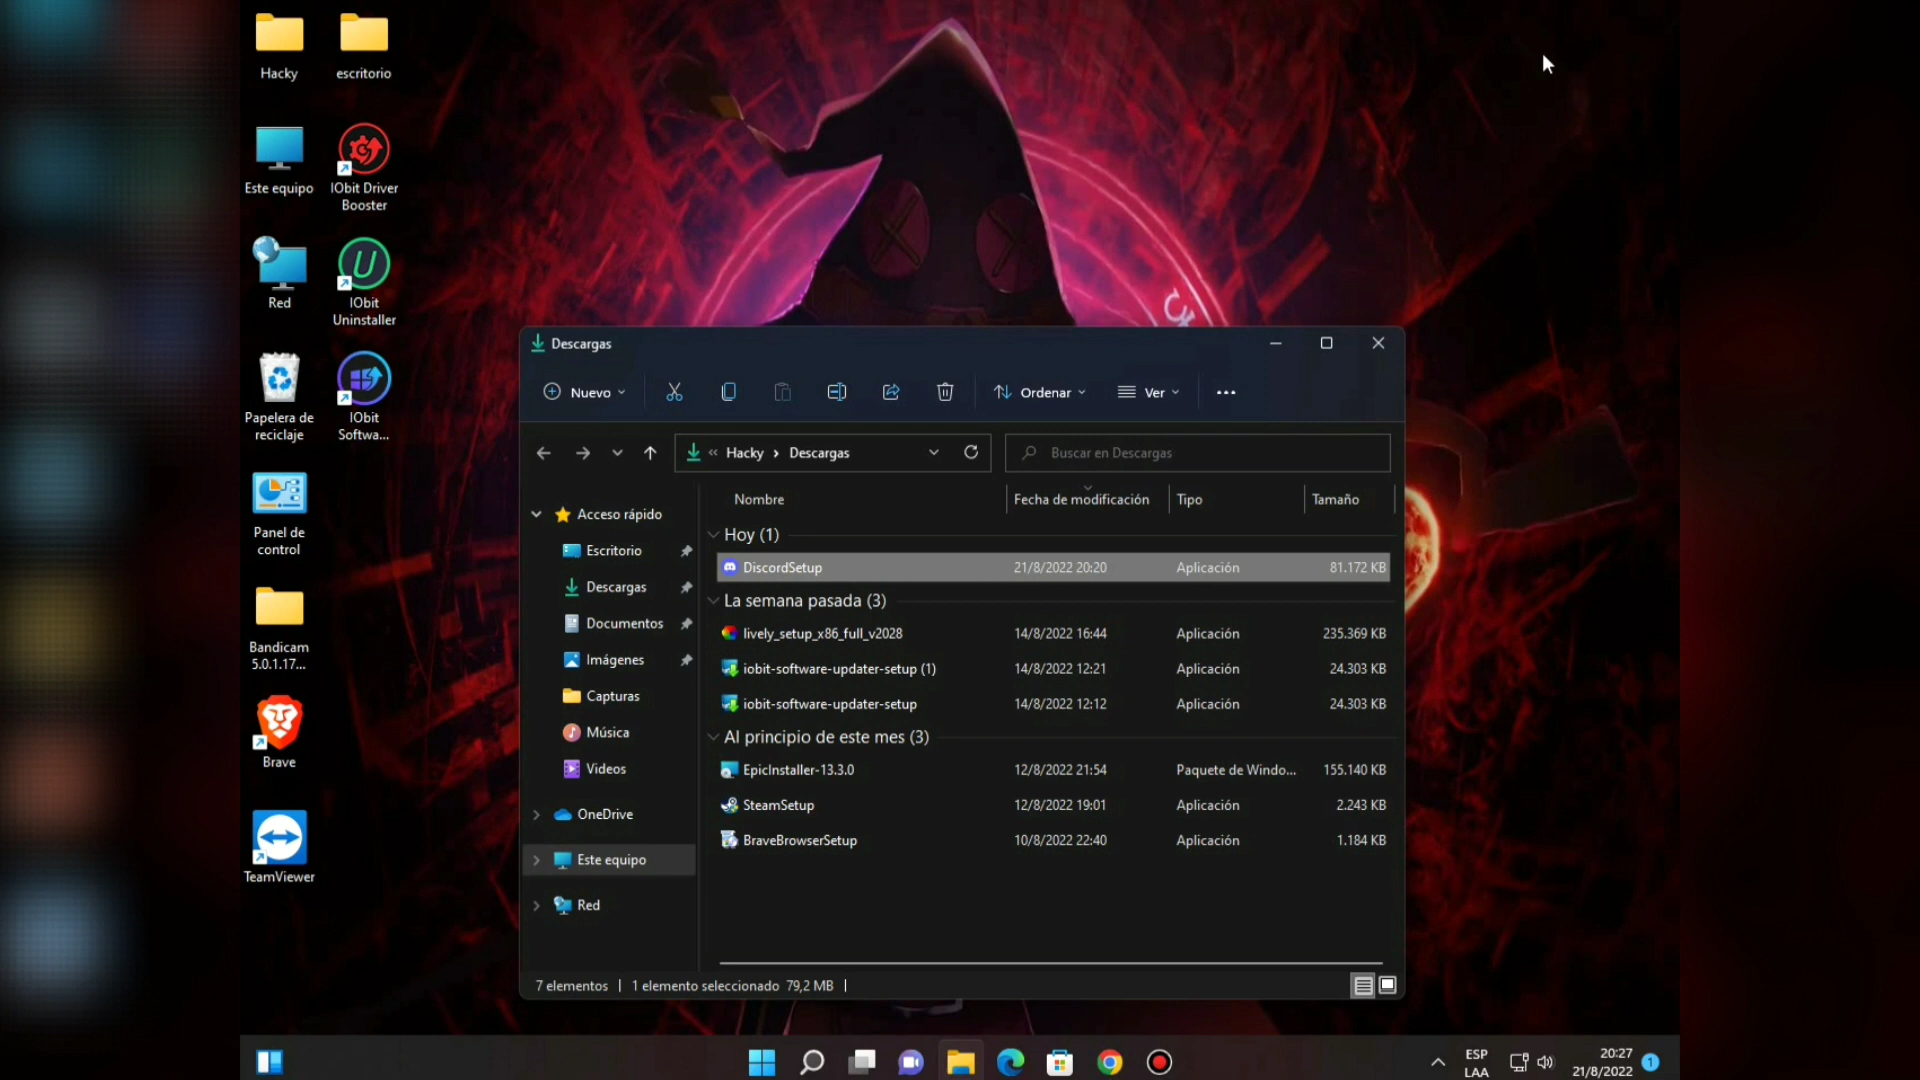 Hacky
escritorio
Este equipo
IObit Driver
Booster
Red
IObit
Uninstaller
Papelera de
reciclaje
IObit
Softwa...
Panel de
control
Bandicam
5.0.1.17...
Brave
TeamViewer
Descargas
Nuevo
Ordenar
Ver
« Hacky › Descargas
Buscar en Descargas
Nombre Fecha de modificación Tipo Tamaño
Acceso rápido
Escritorio
Descargas
Documentos
Imágenes
Capturas
Música
Videos
OneDrive
Este equipo
Red
Hoy (1)
DiscordSetup 21/8/2022 20:20 Aplicación 81.172 KB
La semana pasada (3)
lively_setup_x86_full_v2028 14/8/2022 16:44 Aplicación 235.369 KB
iobit-software-updater-setup (1) 14/8/2022 12:21 Aplicación 24.303 KB
iobit-software-updater-setup 14/8/2022 12:12 Aplicación 24.303 KB
Al principio de este mes (3)
EpicInstaller-13.3.0 12/8/2022 21:54 Paquete de Windo... 155.140 KB
SteamSetup 12/8/2022 19:01 Aplicación 2.243 KB
BraveBrowserSetup 10/8/2022 22:40 Aplicación 1.184 KB
7 elementos | 1 elemento seleccionado 79,2 MB |
ESP
LAA
20:27
21/8/2022
1